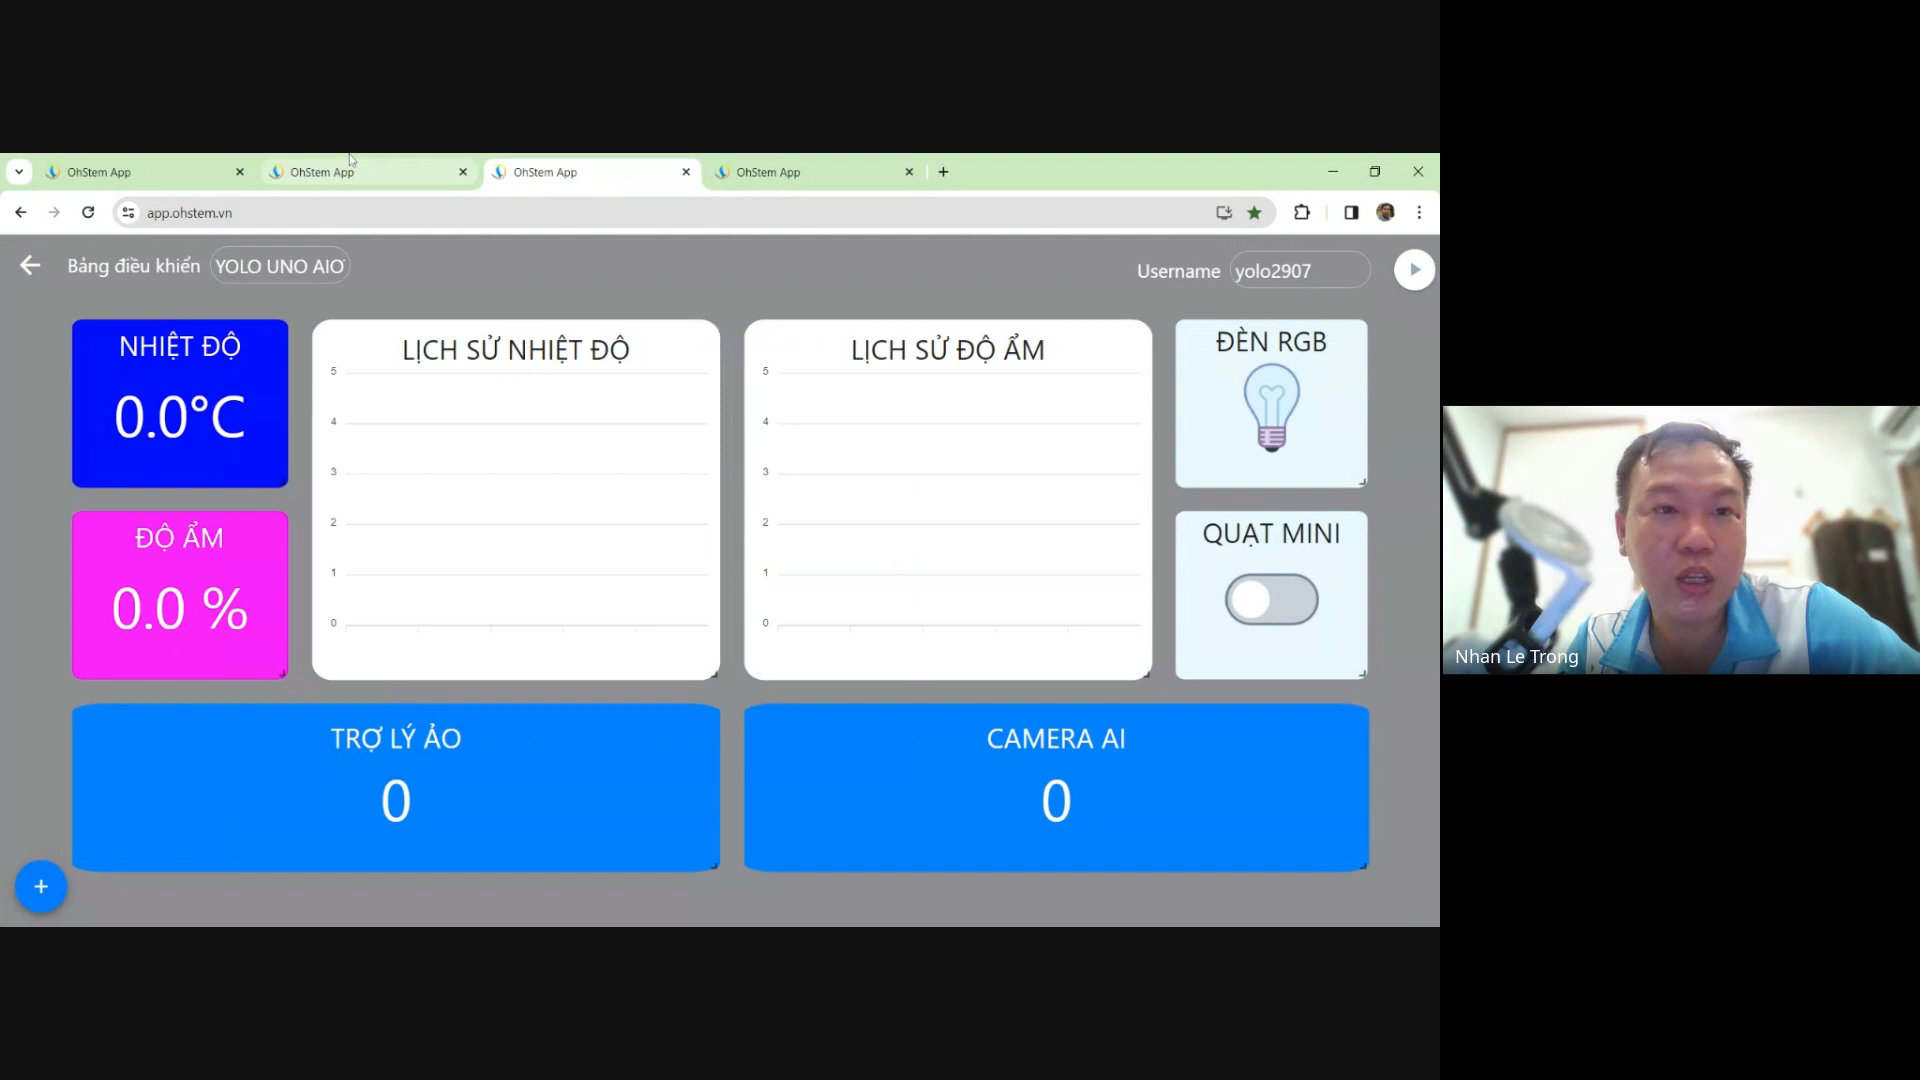 OhStem App
OhStem App
OhStem App
OhStem App
app.ohstem.vn
Bảng điều khiển
YOLO UNO AIO
Username
yolo2907
NHIỆT ĐỘ
0.0°C
LỊCH SỬ NHIỆT ĐỘ
5
4
3
2
1
0
LỊCH SỬ ĐỘ ẨM
5
4
3
2
1
0
ĐÈN RGB
ĐỘ ẨM
0.0 %
QUẠT MINI
TRỢ LÝ ẢO
0
CAMERA AI
0
+
Nhan Le Trong